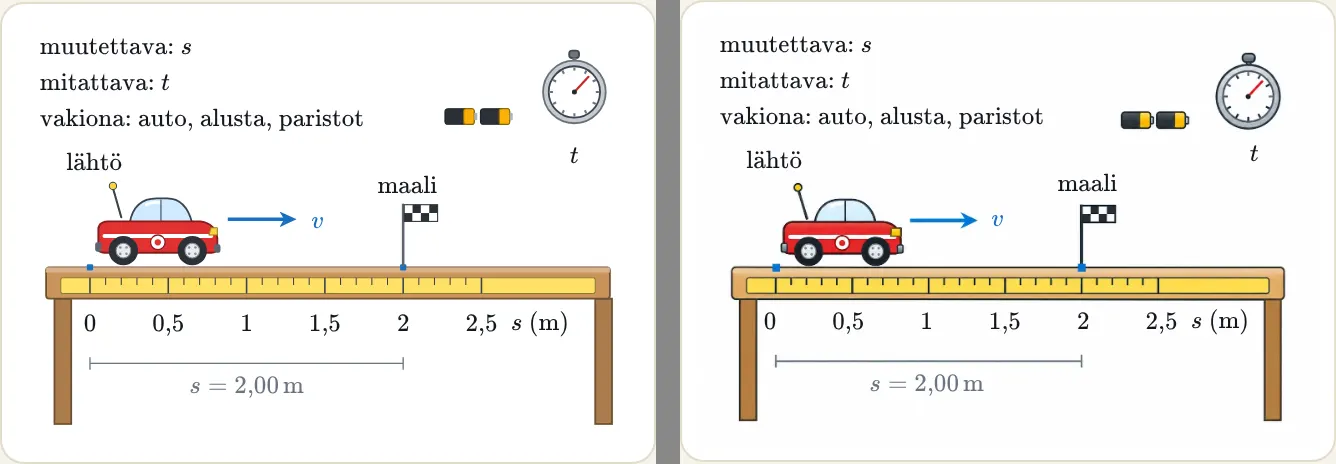 muutettava: s
mitattava: t
vakiona: auto, alusta, paristot
t
lähtö
maali
v
0 0,5 1 1,5 2 2,5 s (m)
s = 2,00 m
muutettava: s
mitattava: t
vakiona: auto, alusta, paristot
t
lähtö
maali
v
0 0,5 1 1,5 2 2,5 s (m)
s = 2,00 m